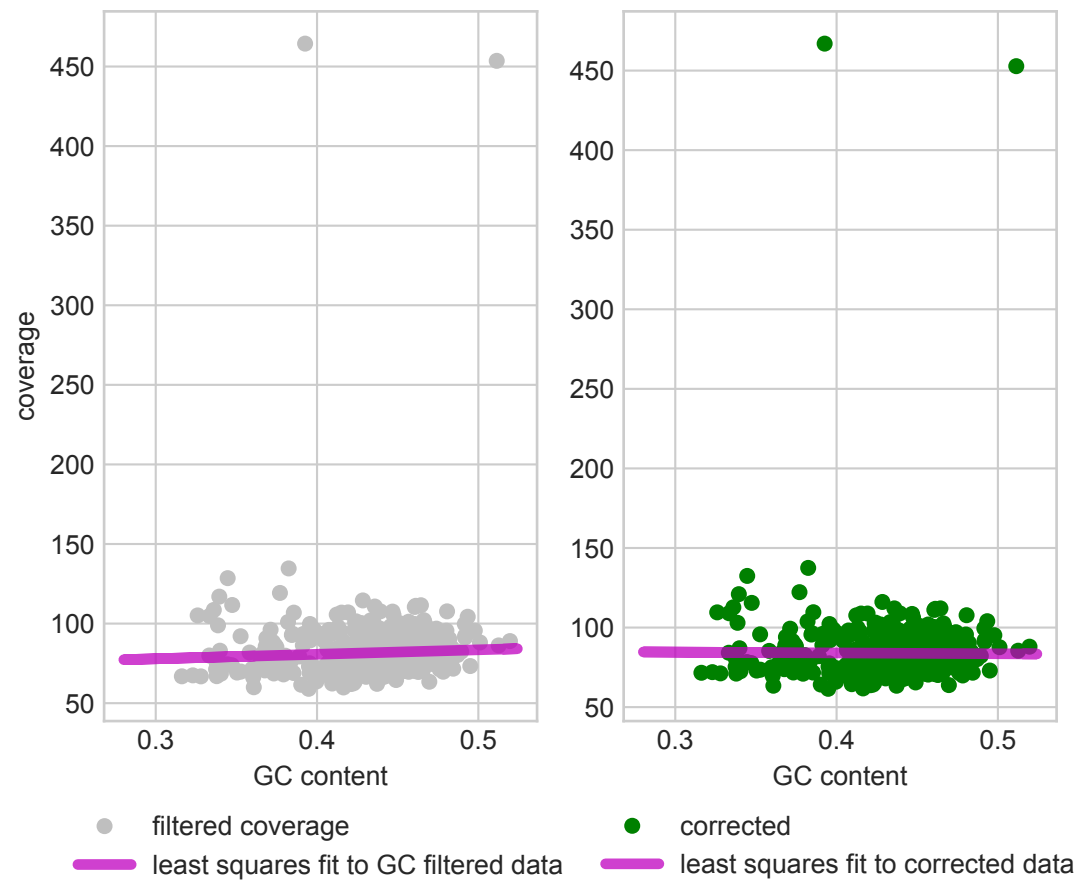 450
400
350
300
250
200
150
100
50
coverage
0.3 0.4 0.5
GC content
450
400
350
300
250
200
150
100
50
0.3 0.4 0.5
GC content
filtered coverage
least squares fit to GC filtered data
corrected
least squares fit to corrected data